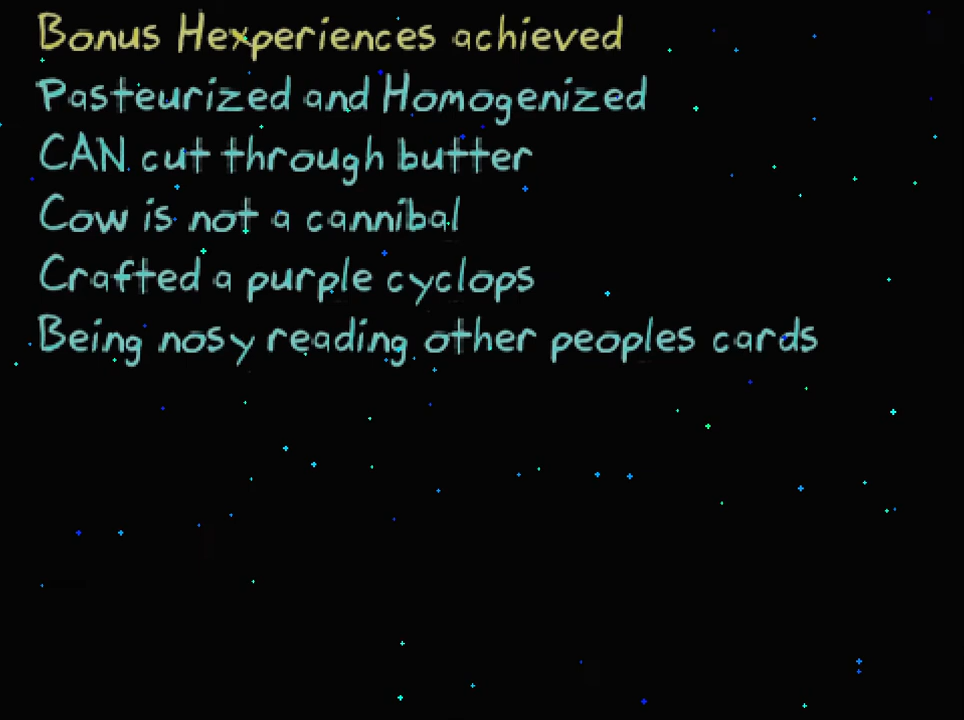 Bonus Hexperiences achieved
Pasteurized and Homogenized
CAN cut through butter
Cow is not a cannibal
Crafted a purple cyclops
Being nosy reading other peoples cards